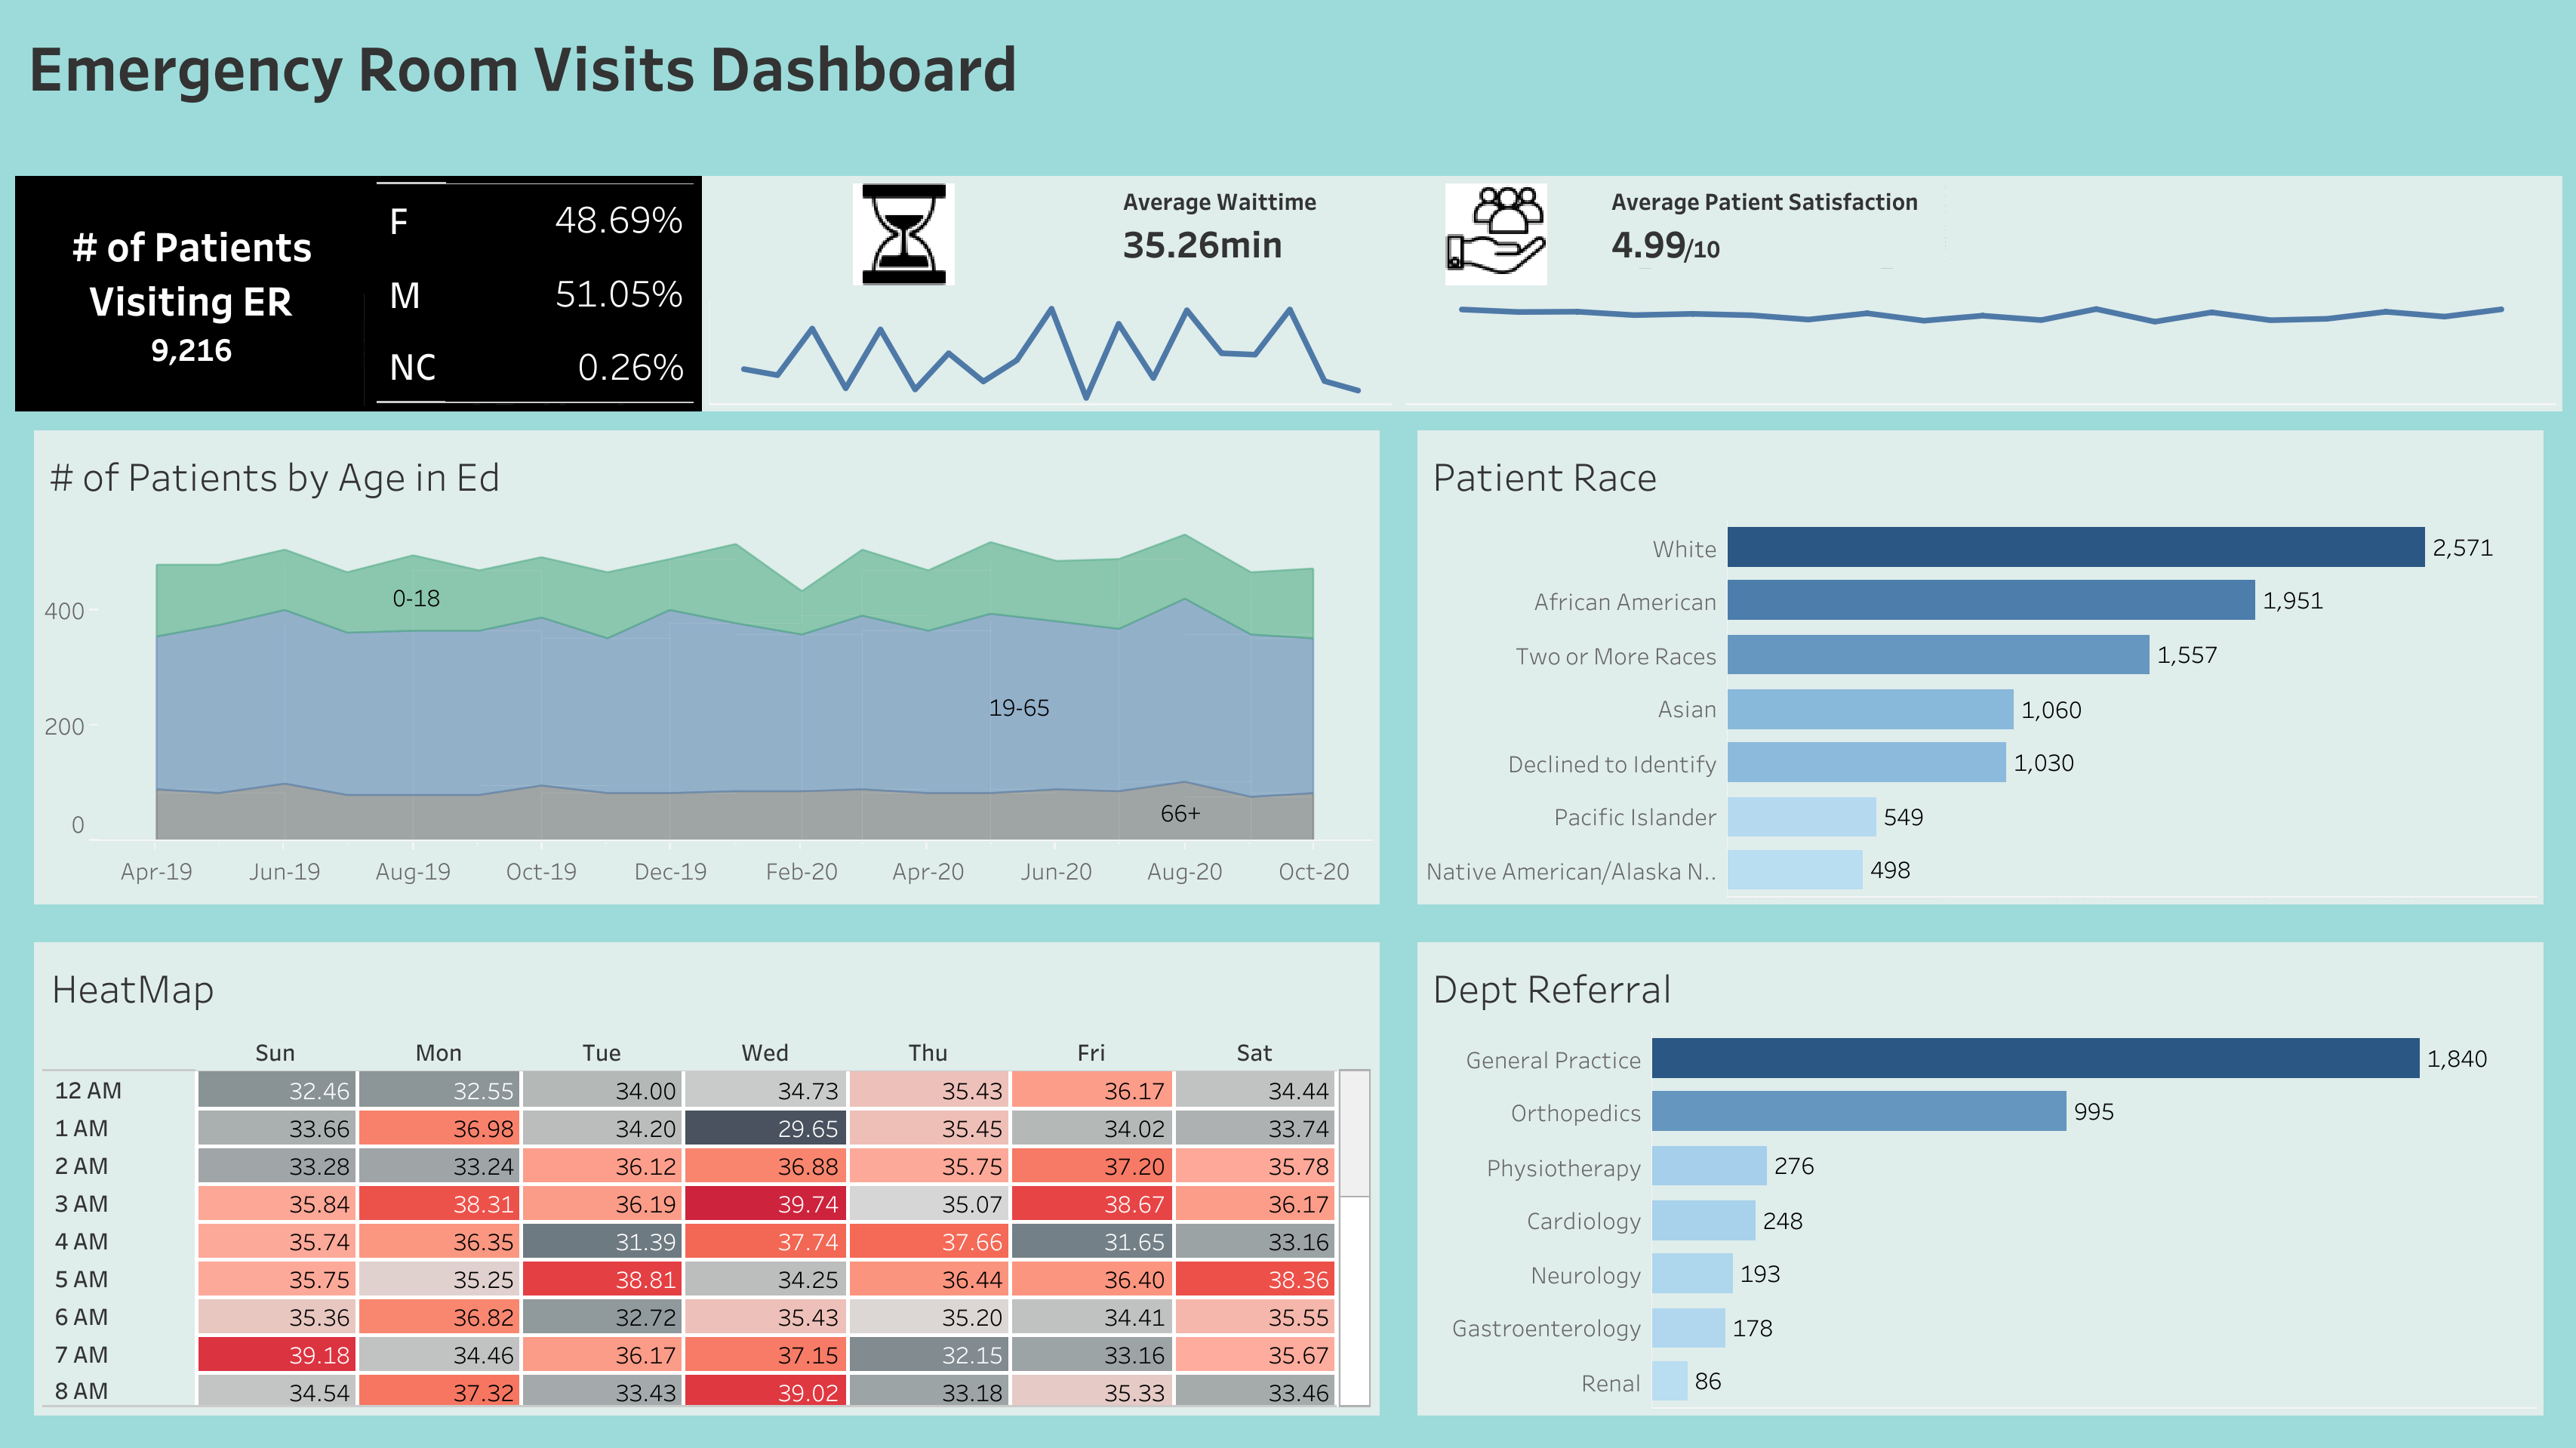 Emergency Room Visits Dashboard
# of Patients
Visiting ER
9,216
F 48.69%
M 51.05%
NC 0.26%
Average Waittime
35.26min
Average Patient Satisfaction
4.99/10
# of Patients by Age in Ed
400
200
0
0-18
19-65
66+
Apr-19 Jun-19 Aug-19 Oct-19 Dec-19 Feb-20 Apr-20 Jun-20 Aug-20 Oct-20
Patient Race
White 2,571
African American 1,951
Two or More Races 1,557
Asian 1,060
Declined to Identify 1,030
Pacific Islander 549
Native American/Alaska N.. 498
HeatMap
Sun Mon Tue Wed Thu Fri Sat
12 AM 32.46 32.55 34.00 34.73 35.43 36.17 34.44
1 AM 33.66 36.98 34.20 29.65 35.45 34.02 33.74
2 AM 33.28 33.24 36.12 36.88 35.75 37.20 35.78
3 AM 35.84 38.31 36.19 39.74 35.07 38.67 36.17
4 AM 35.74 36.35 31.39 37.74 37.66 31.65 33.16
5 AM 35.75 35.25 38.81 34.25 36.44 36.40 38.36
6 AM 35.36 36.82 32.72 35.43 35.20 34.41 35.55
7 AM 39.18 34.46 36.17 37.15 32.15 33.16 35.67
8 AM 34.54 37.32 33.43 39.02 33.18 35.33 33.46
Dept Referral
General Practice 1,840
Orthopedics 995
Physiotherapy 276
Cardiology 248
Neurology 193
Gastroenterology 178
Renal 86